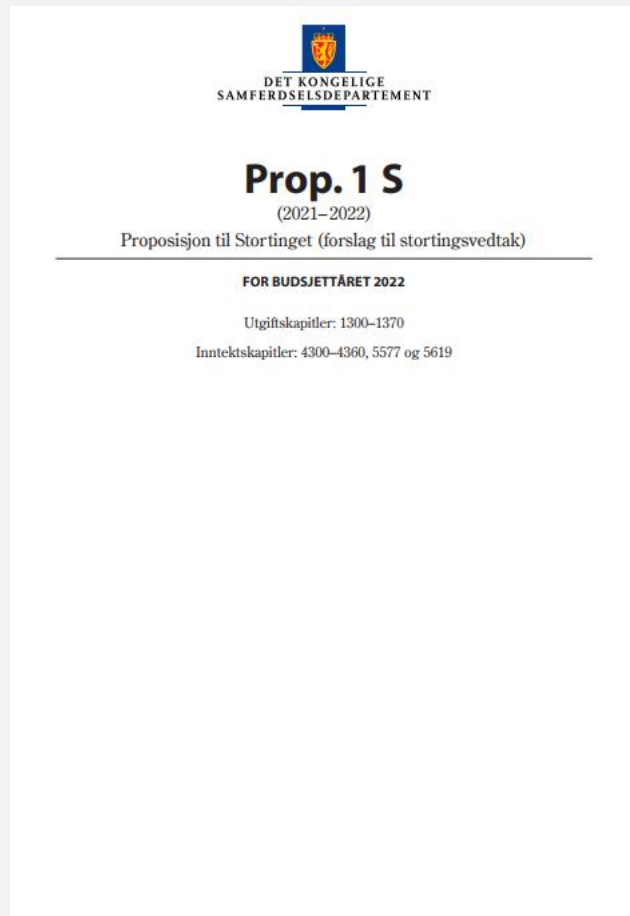 DET KONGELIGE
SAMFERDSELSDEPARTEMENT
Prop. 1 S
(2021–2022)
Proposisjon til Stortinget (forslag til stortingsvedtak)
FOR BUDSJETTÅRET 2022
Utgiftskapitler: 1300–1370
Inntektskapitler: 4300–4360, 5577 og 5619